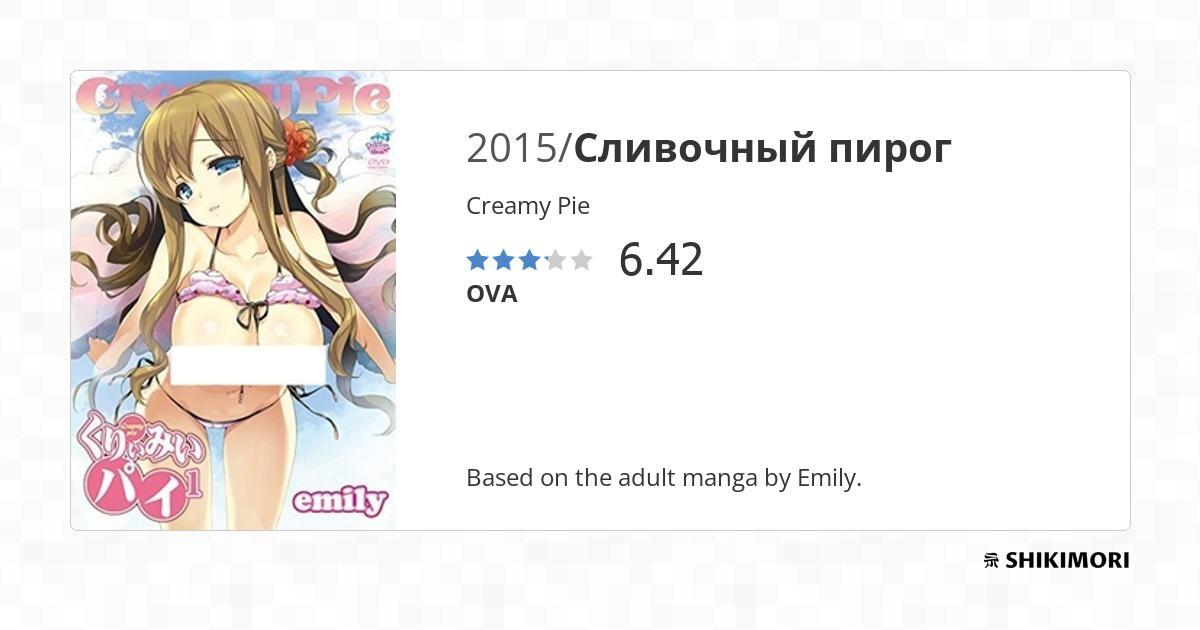 Creamy Pie
DVD
くりぃみい
パイ1
emily
2015/Сливочный пирог
Creamy Pie
6.42
OVA
Based on the adult manga by Emily.
SHIKIMORI